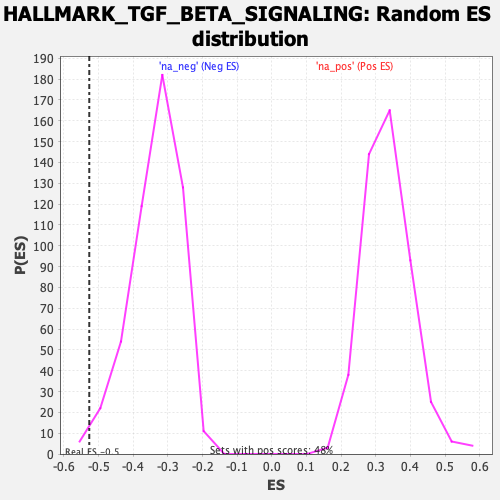 HALLMARK_TGF_BETA_SIGNALING: Random ES
distribution
'na_neg' (Neg ES)
'na_pos' (Pos ES)
P(ES)
190
180
170
160
150
140
130
120
110
100
90
80
70
60
50
40
30
20
10
0
Real ES -0.5
Sets with pos scores: 48%
-0.6 -0.5 -0.4 -0.3 -0.2 -0.1 0.0 0.1 0.2 0.3 0.4 0.5 0.6
ES